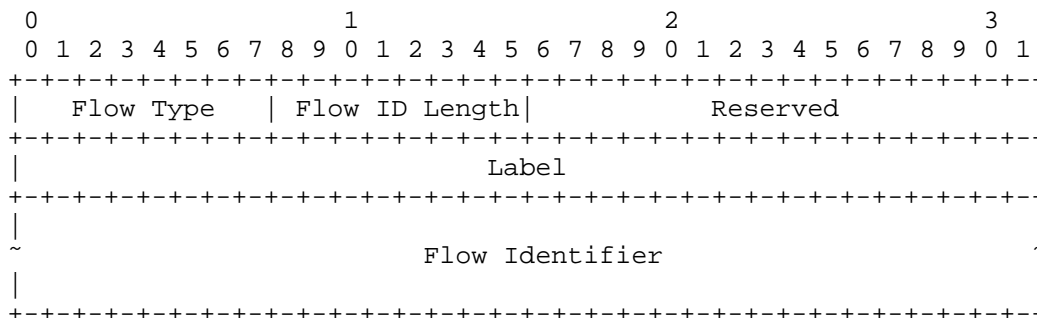 0                   1                   2                   3
 0 1 2 3 4 5 6 7 8 9 0 1 2 3 4 5 6 7 8 9 0 1 2 3 4 5 6 7 8 9 0 1
+-+-+-+-+-+-+-+-+-+-+-+-+-+-+-+-+-+-+-+-+-+-+-+-+-+-+-+-+-+-+-+-
|   Flow Type   | Flow ID Length|           Reserved
+-+-+-+-+-+-+-+-+-+-+-+-+-+-+-+-+-+-+-+-+-+-+-+-+-+-+-+-+-+-+-+-
|                             Label
+-+-+-+-+-+-+-+-+-+-+-+-+-+-+-+-+-+-+-+-+-+-+-+-+-+-+-+-+-+-+-+-
|
~                         Flow Identifier                       ~
|
+-+-+-+-+-+-+-+-+-+-+-+-+-+-+-+-+-+-+-+-+-+-+-+-+-+-+-+-+-+-+-+-